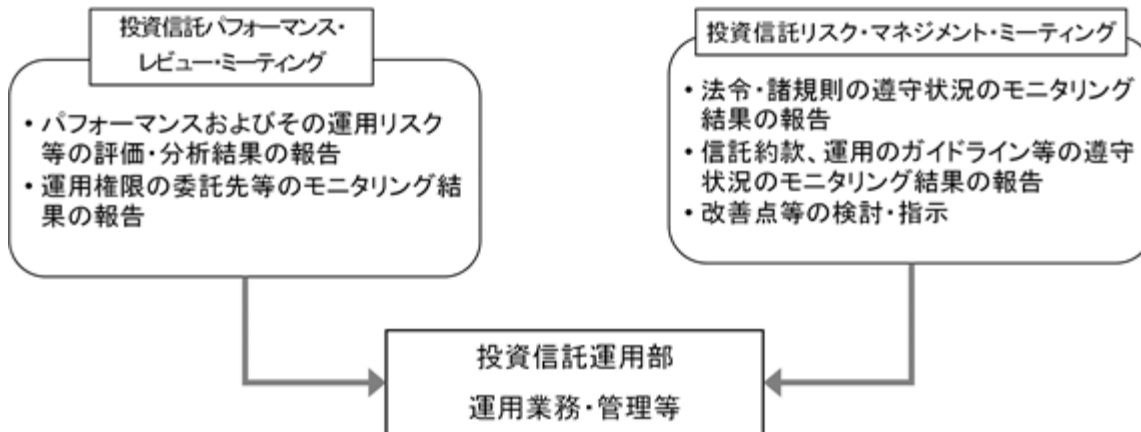 投資信託パフォーマンス・
レビュー・ミーティング
・パフォーマンスおよびその運用リスク
等の評価・分析結果の報告
・運用権限の委託先等のモニタリング結
果の報告
投資信託リスク・マネジメント・ミーティング
・法令・諸規則の遵守状況のモニタリング
結果の報告
・信託約款、運用のガイドライン等の遵守
状況のモニタリング結果の報告
・改善点等の検討・指示
投資信託運用部
運用業務・管理等